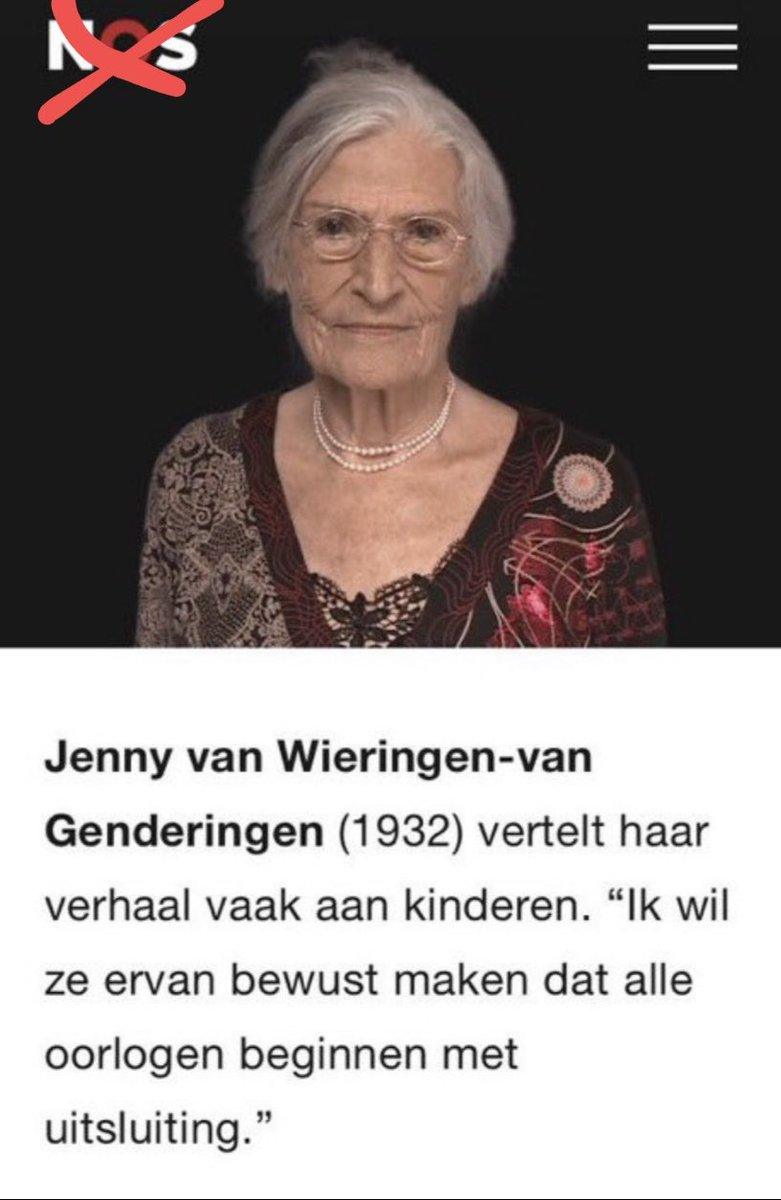 NOS
Jenny van Wieringen-van
Genderingen (1932) vertelt haar
verhaal vaak aan kinderen. “Ik wil
ze ervan bewust maken dat alle
oorlogen beginnen met
uitsluiting.”